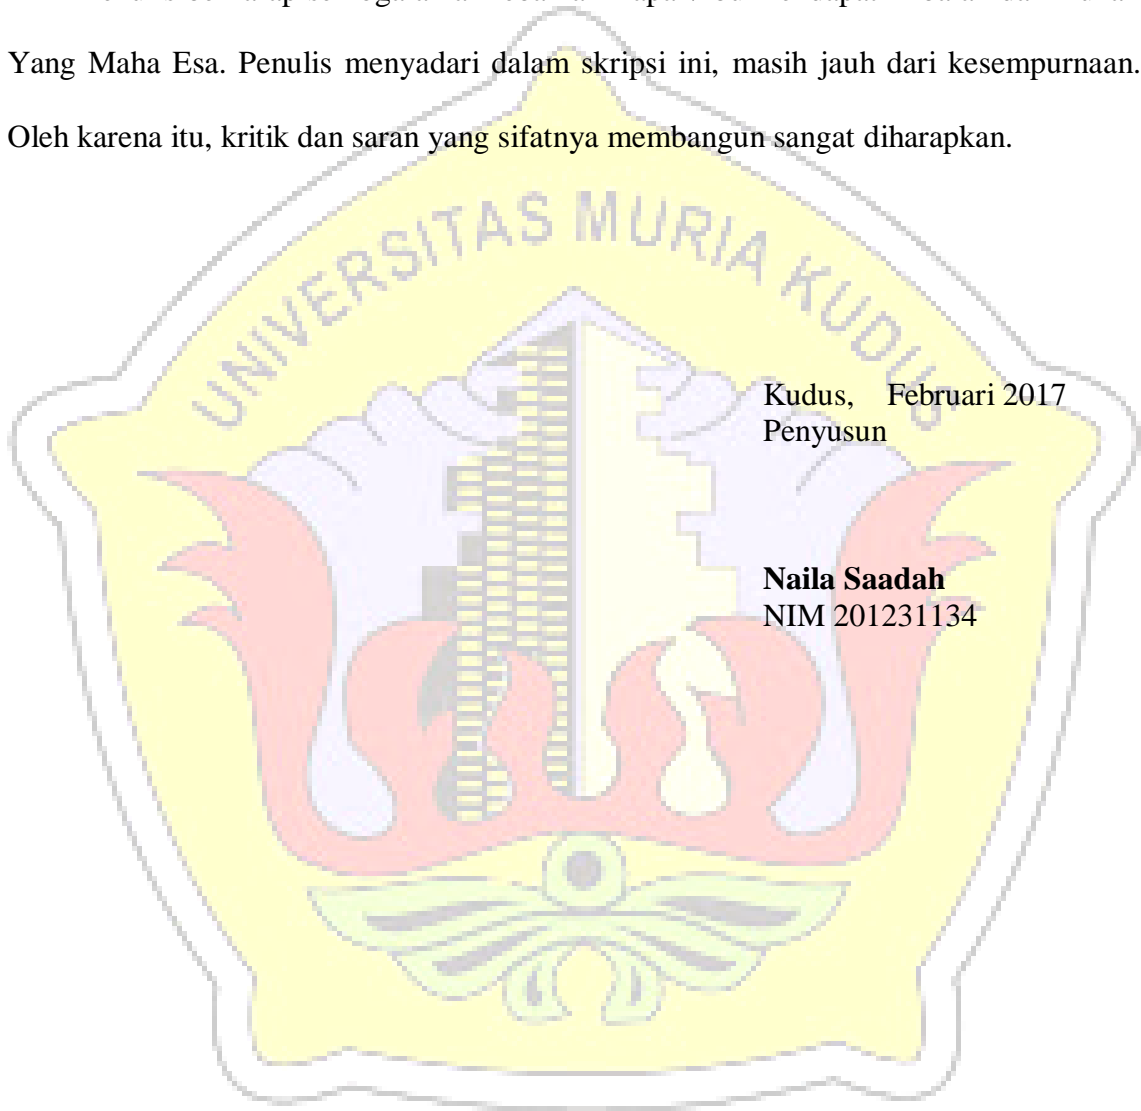 Yang Maha Esa. Penulis menyadari dalam skripsi ini, masih jauh dari kesempurnaan.
Oleh karena itu, kritik dan saran yang sifatnya membangun sangat diharapkan.
UNIVERSITAS MURIA KUDUS
Kudus, Februari 2017
Penyusun
Naila Saadah
NIM 201231134